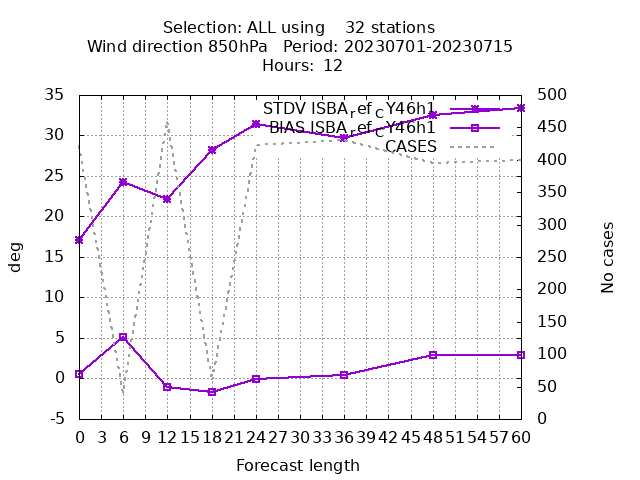 Selection: ALL using    32 stations
Wind direction 850hPa   Period: 20230701-20230715
Hours:  12
STDV ISBA_ref_CY46h1
BIAS ISBA_ref_CY46h1
CASES
35
30
25
20
15
10
5
0
-5
deg
500
450
400
350
300
250
200
150
100
50
0
No cases
0 3 6 9 12 15 18 21 24 27 30 33 36 39 42 45 48 51 54 57 60
Forecast length